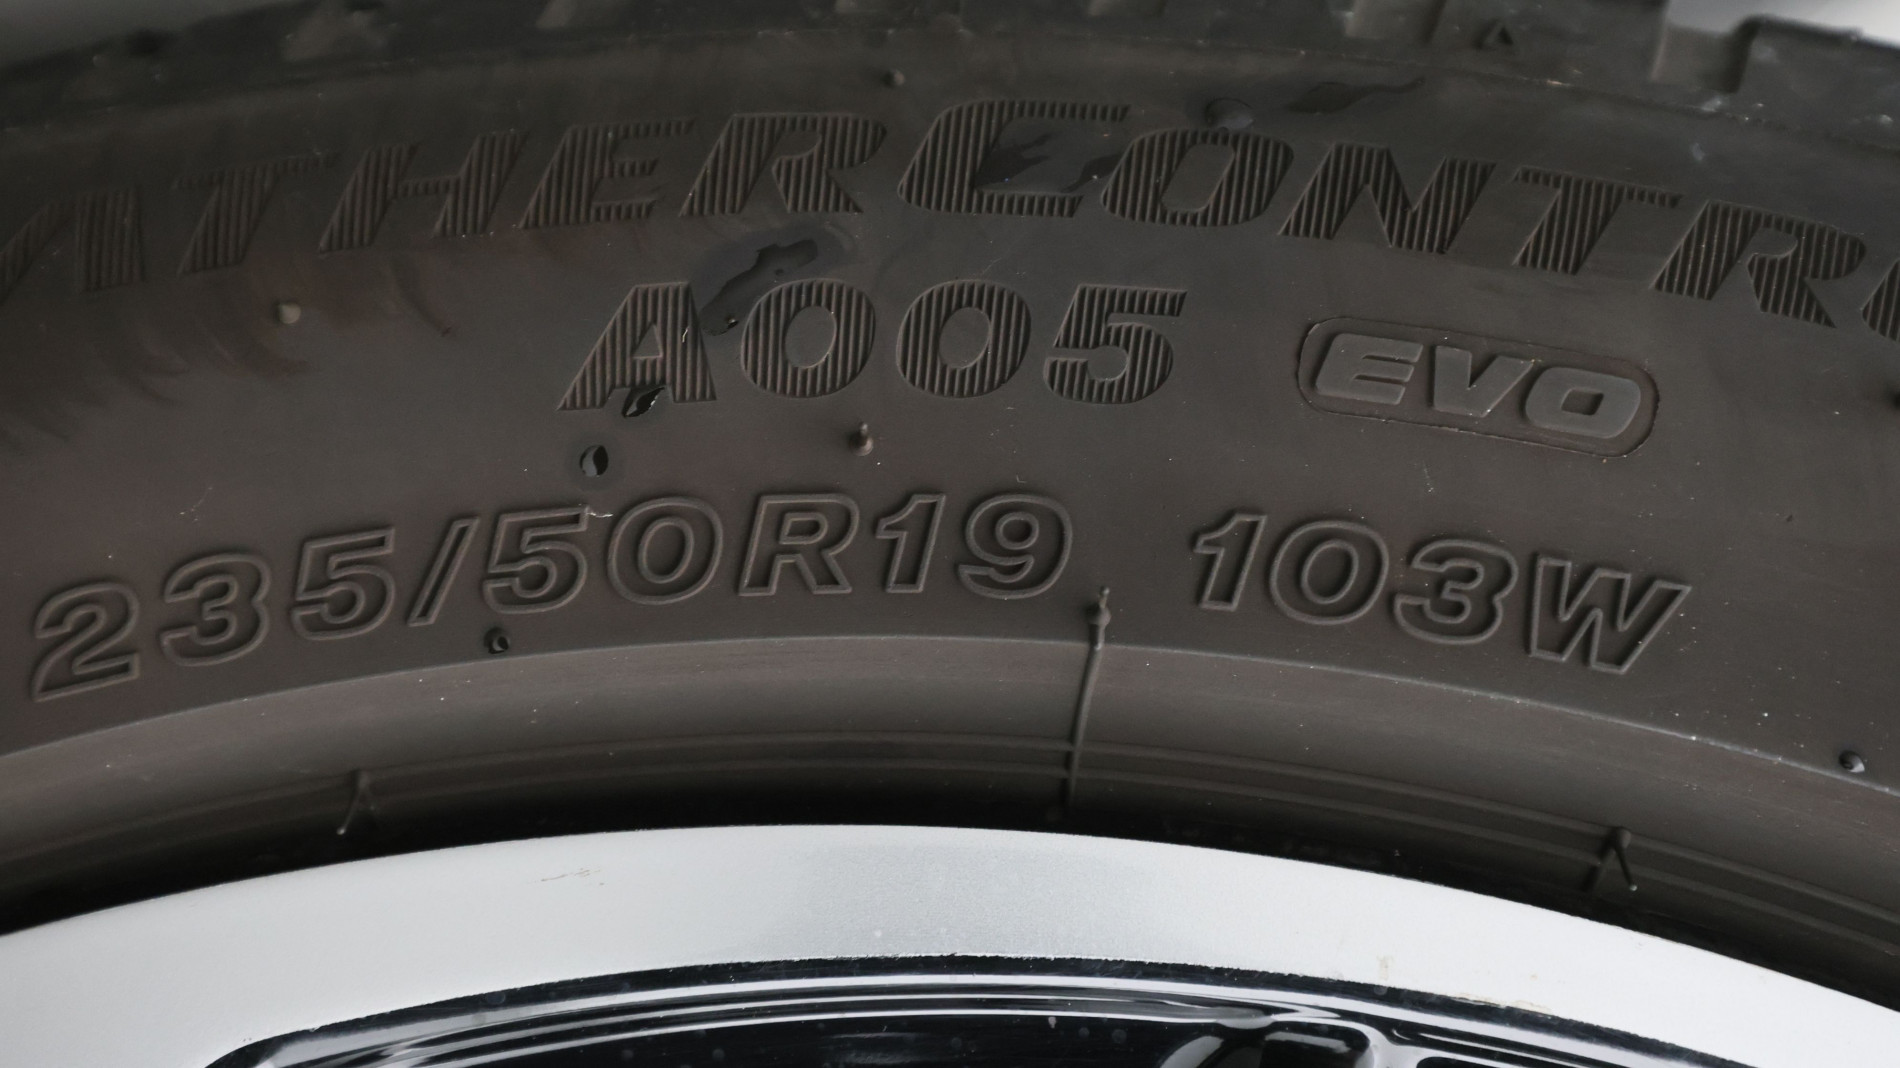 ATHERCONTR
A005 EVO
235/50R19 103W